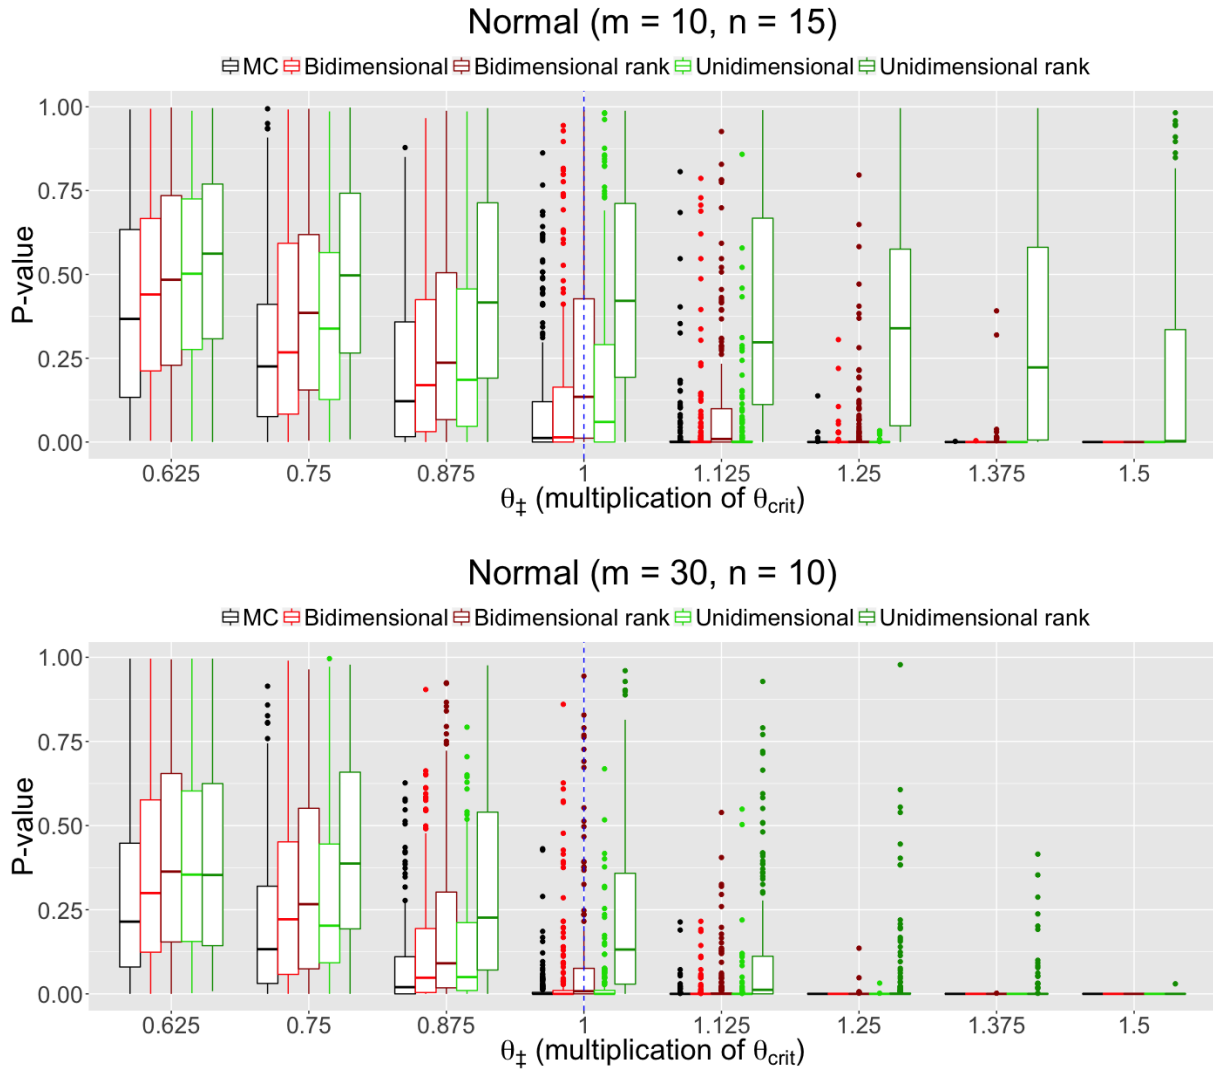 Normal (m = 10, n = 15)
MC Bidimensional Bidimensional rank Unidimensional Unidimensional rank
P-value
1.00
0.75
0.50
0.25
0.00
0.625 0.75 0.875 1 1.125 1.25 1.375 1.5
θ‡ (multiplication of θcrit)
Normal (m = 30, n = 10)
MC Bidimensional Bidimensional rank Unidimensional Unidimensional rank
P-value
1.00
0.75
0.50
0.25
0.00
0.625 0.75 0.875 1 1.125 1.25 1.375 1.5
θ‡ (multiplication of θcrit)